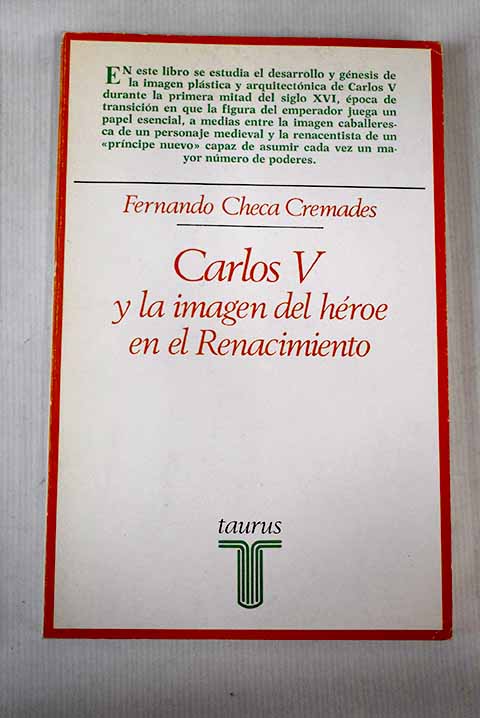 EN este libro se estudia el desarrollo y génesis de
la imagen plástica y arquitectónica de Carlos V
durante la primera mitad del siglo XVI, época de
transición en que la figura del emperador juega un
papel esencial, a medias entre la imagen caballeres-
ca de un personaje medieval y la renacentista de un
«príncipe nuevo» capaz de asumir cada vez un ma-
yor número de poderes.
Fernando Checa Cremades
Carlos V
y la imagen del héroe
en el Renacimiento
taurus